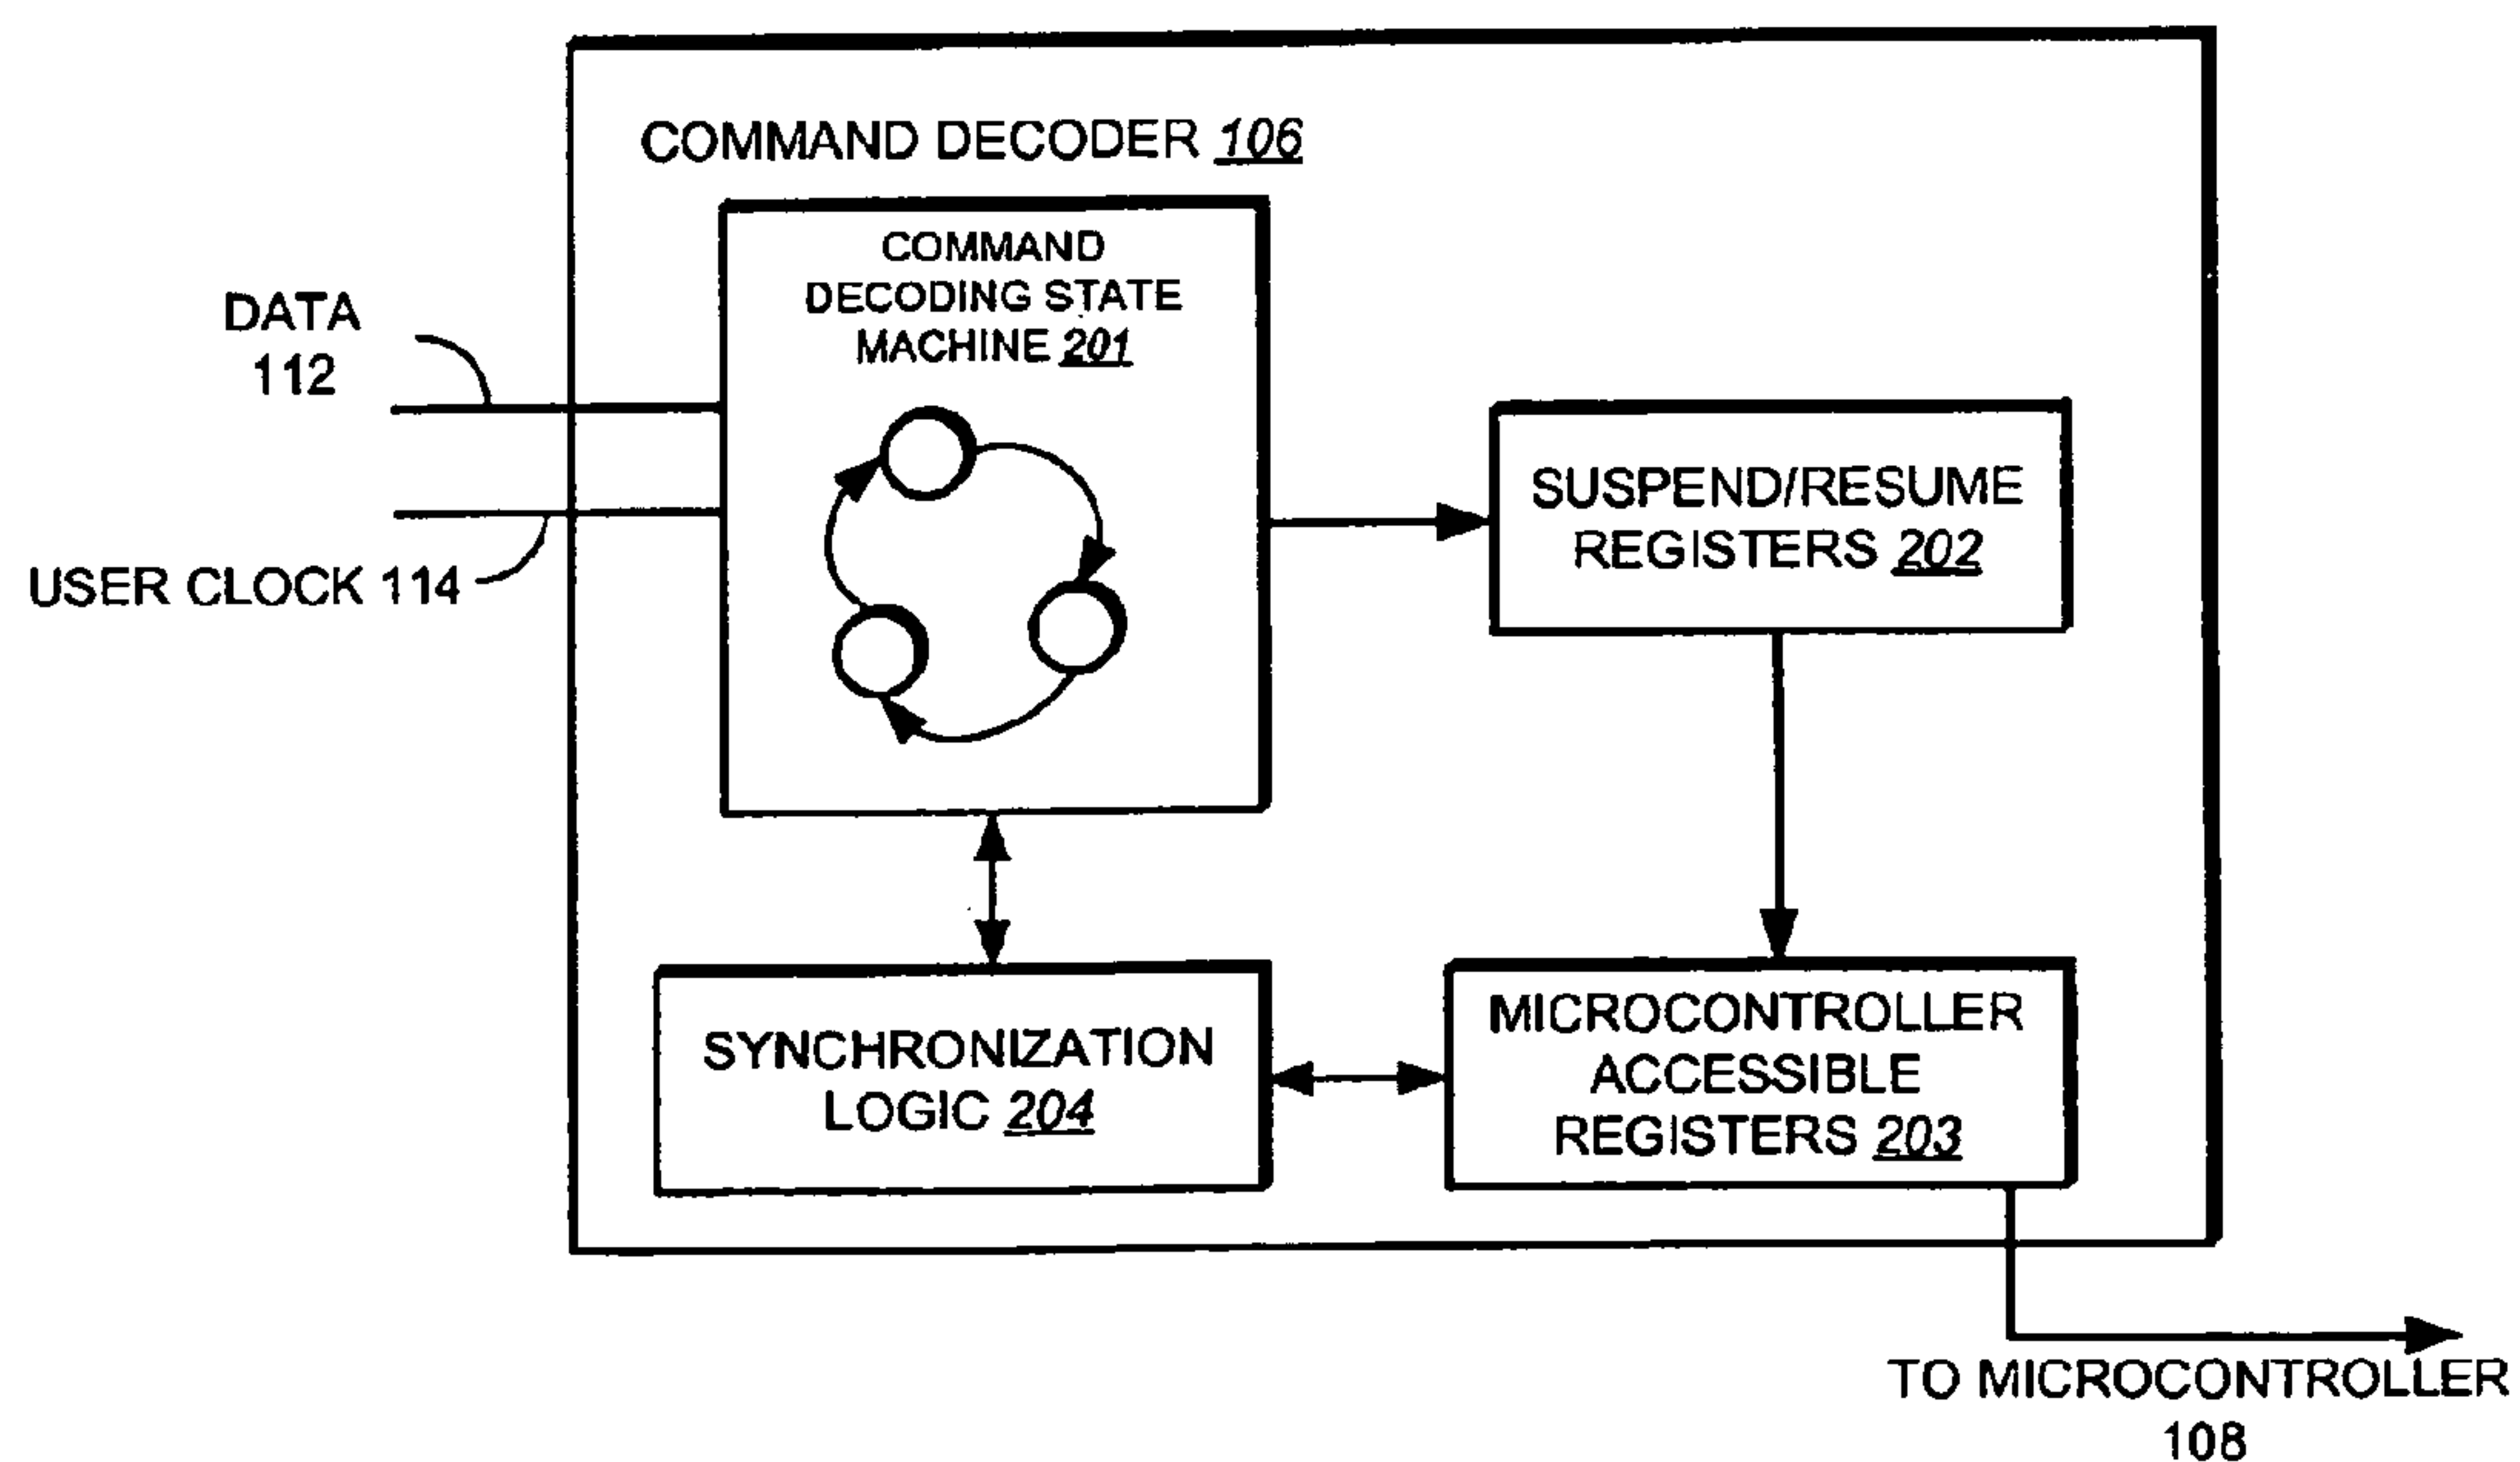 COMMAND DECODER 106
COMMAND
DECODING STATE
MACHINE 201
DATA
112
USER CLOCK 114
SUSPEND/RESUME
REGISTERS 202
SYNCHRONIZATION
LOGIC 204
MICROCONTROLLER
ACCESSIBLE
REGISTERS 203
TO MICROCONTROLLER
108